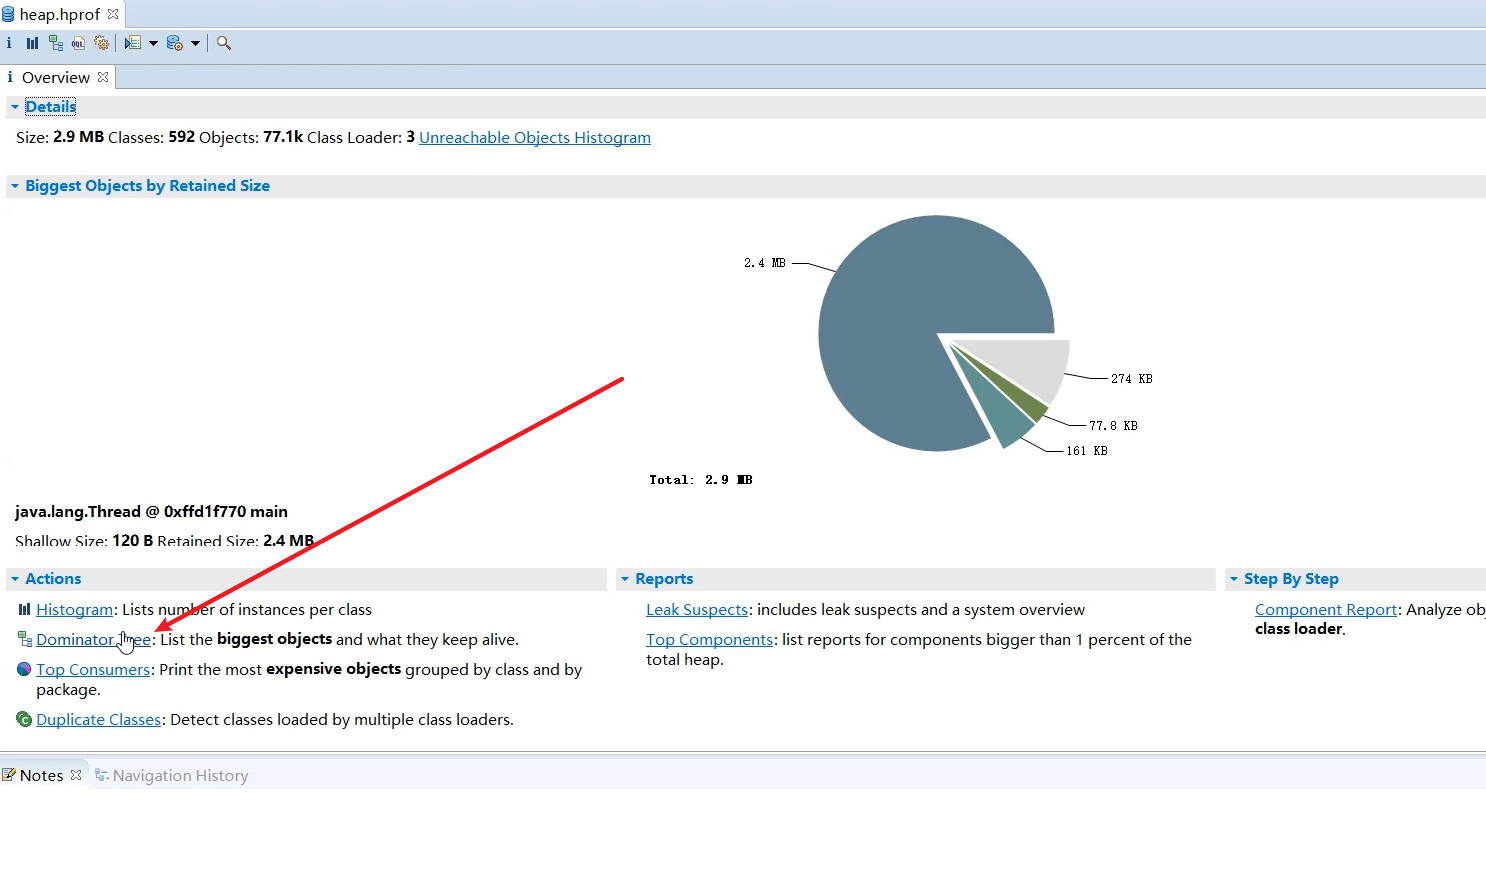 heap.hprof
Overview
Details
Size: 2.9 MB Classes: 592 Objects: 77.1k Class Loader: 3 Unreachable Objects Histogram
Biggest Objects by Retained Size
2.4 MB
274 KB
77.8 KB
161 KB
Total: 2.9 MB
java.lang.Thread @ 0xffd1f770 main
Shallow Size: 120 B Retained Size: 2.4 MB
Actions
Histogram: Lists number of instances per class
Dominator Tree: List the biggest objects and what they keep alive.
Top Consumers: Print the most expensive objects grouped by class and by
package.
Duplicate Classes: Detect classes loaded by multiple class loaders.
Reports
Leak Suspects: includes leak suspects and a system overview
Top Components: list reports for components bigger than 1 percent of the
total heap.
Step By Step
Component Report: Analyze ob
class loader.
Notes
Navigation History